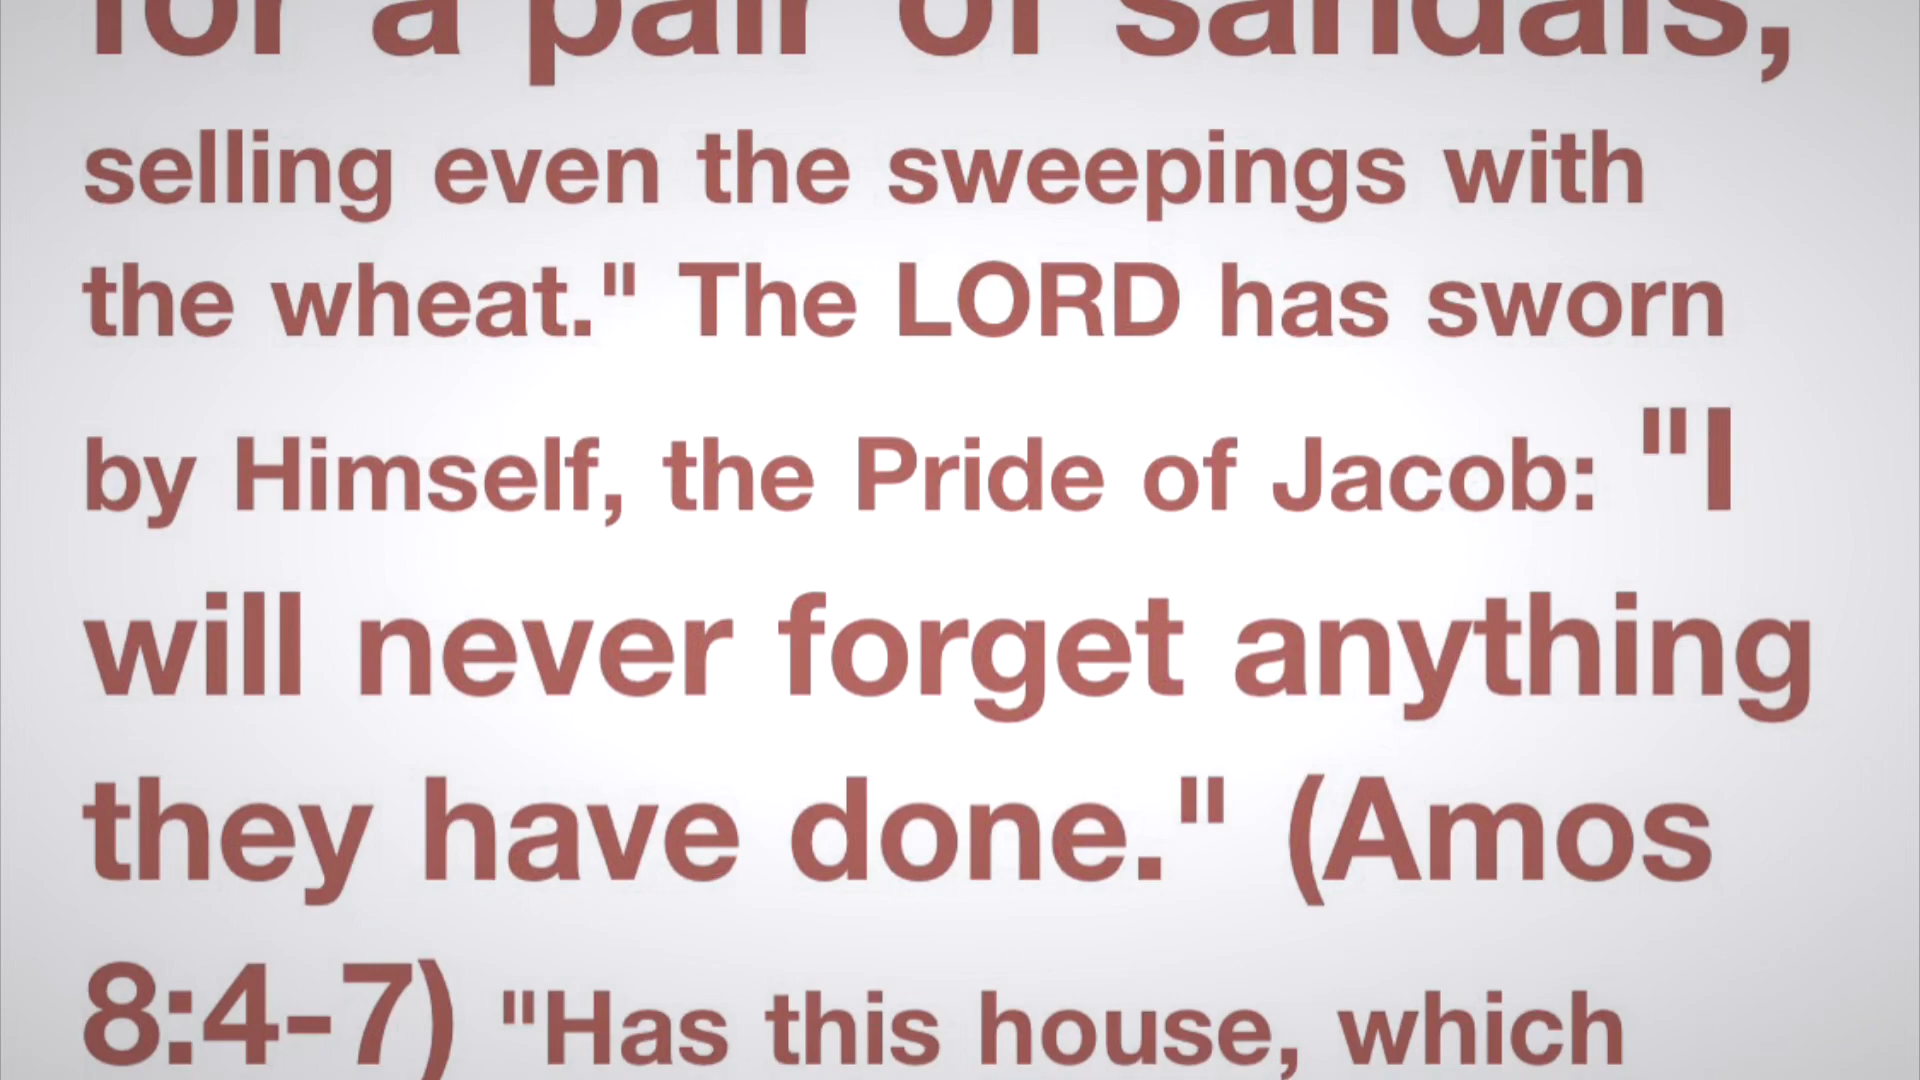 for a pair of sandals,
selling even the sweepings with
the wheat." The LORD has sworn
by Himself, the Pride of Jacob: "I
will never forget anything
they have done." (Amos
8:4-7) "Has this house, which